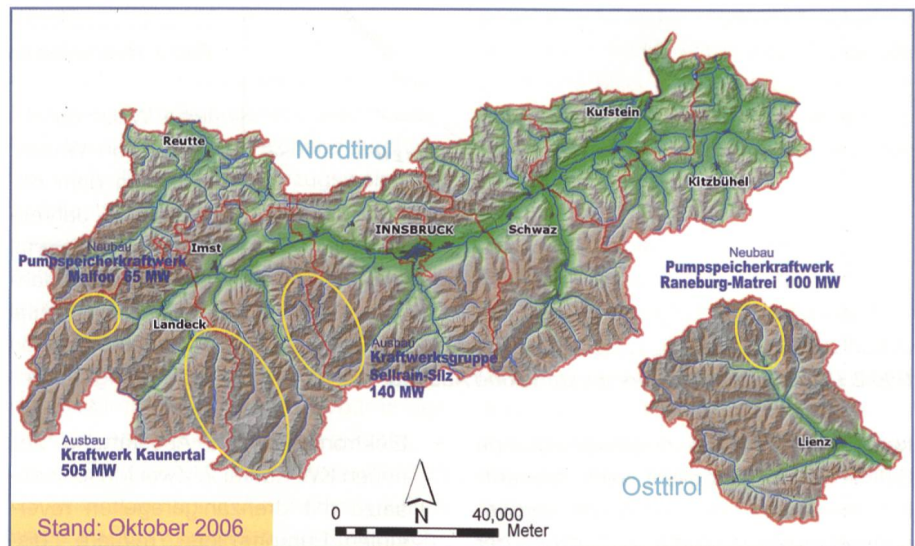 Kufstein
Reutte
Nordtirol
Kitzbühel
INNSBRUCK
Schwaz
Imst
Neubau
Pumpspeicherkraftwerk
Malfon 65 MW
Neubau
Pumpspeicherkraftwerk
Raneburg-Matrei 100 MW
Landeck
Ausbau
Kraftwerksgruppe
Sellrain-Silz
140 MW
Ausbau
Kraftwerk Kaunertal
505 MW
Lienz
Osttirol
Stand: Oktober 2006
N
0 40,000
Meter